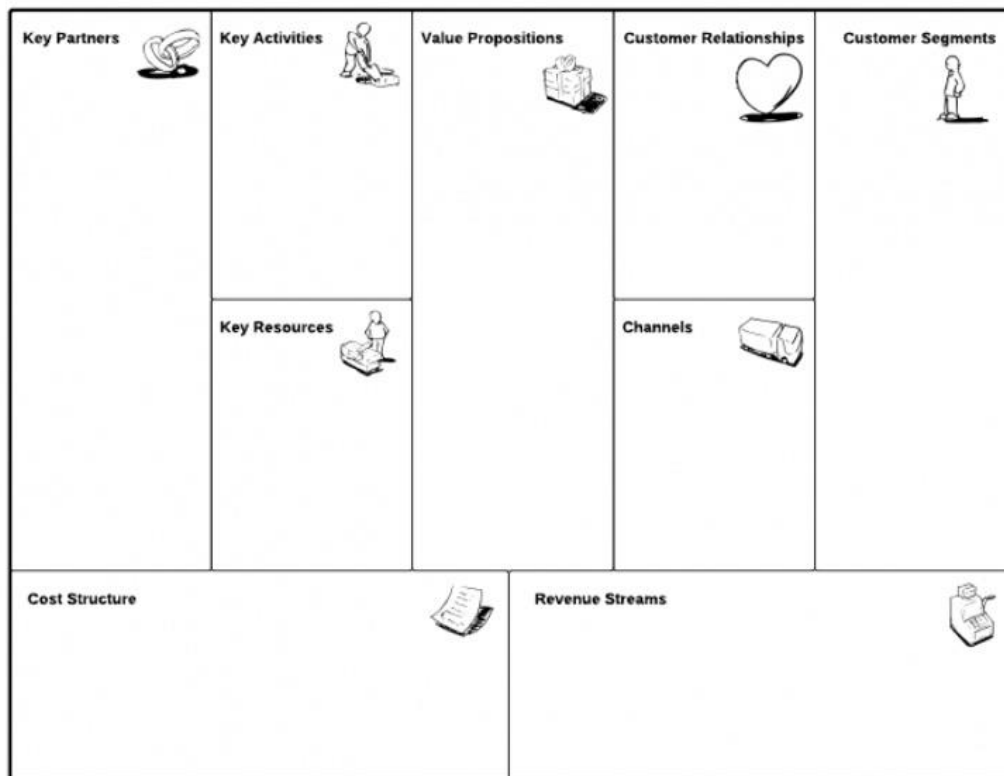 Key Partners
Key Activities
Value Propositions
Customer Relationships
Customer Segments
Key Resources
Channels
Cost Structure
Revenue Streams